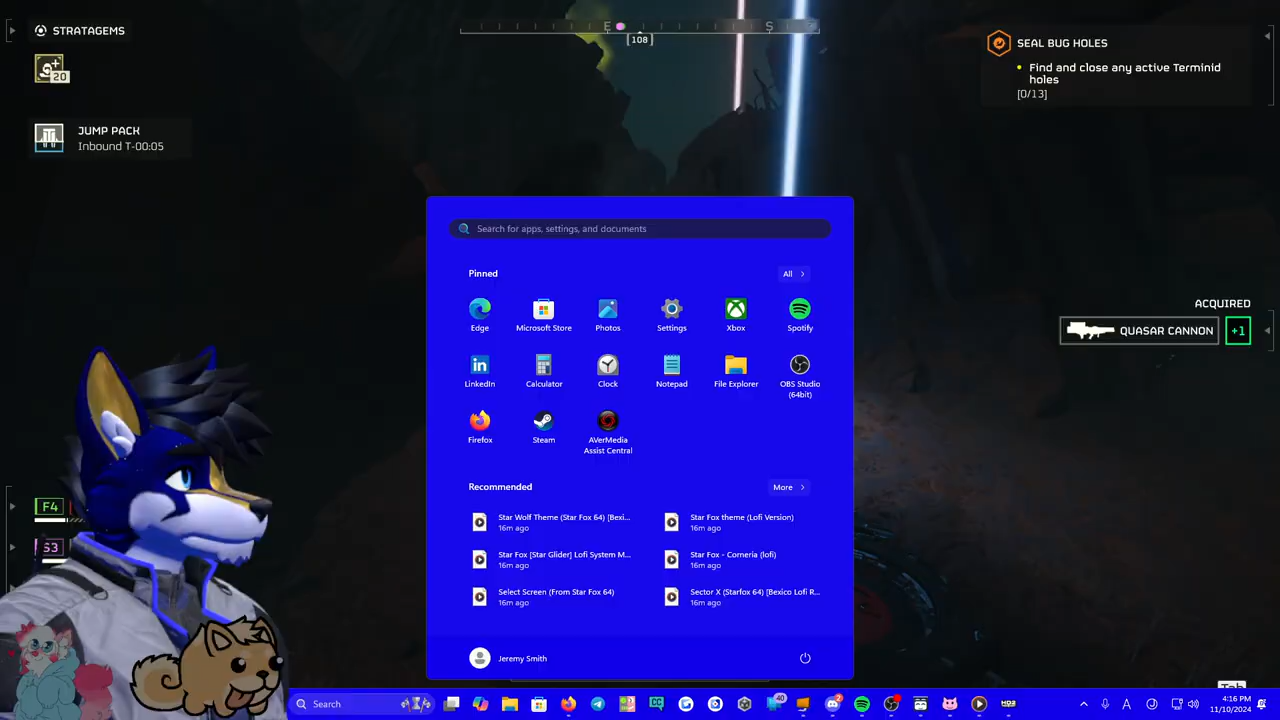 STRATAGEMS
20
JUMP PACK
Inbound T-00:05
E
S
108
SEAL BUG HOLES
Find and close any active Terminid
holes
[0/13]
ACQUIRED
QUASAR CANNON
+1
F4
S3
Search for apps, settings, and documents
Pinned
All
Edge
Microsoft Store
Photos
Settings
Xbox
Spotify
LinkedIn
Calculator
Clock
Notepad
File Explorer
OBS Studio
(64bit)
Firefox
Steam
AVerMedia
Assist Central
Recommended
More
Star Wolf Theme (Star Fox 64) [Bexi...
16m ago
Star Fox theme (Lofi Version)
16m ago
Star Fox [Star Glider] Lofi System M...
16m ago
Star Fox - Corneria (lofi)
16m ago
Select Screen (From Star Fox 64)
16m ago
Sector X (Starfox 64) [Bexico Lofi R...
16m ago
Jeremy Smith
Search
40
2
A
4:16 PM
11/10/2024